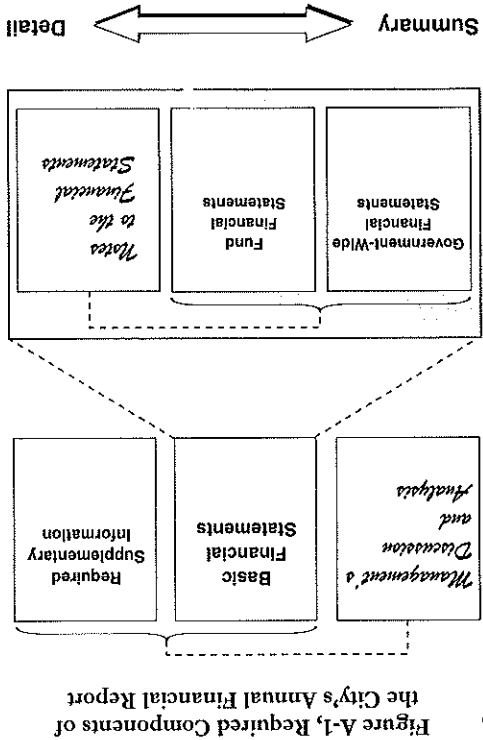 Figure A-1, Required Components of
the City's Annual Financial Report
Management's
Discussion
and
Analysis
Basic
Financial
Statements
Required
Supplementary
Information
Government-Wide
Financial
Statements
Fund
Financial
Statements
Notes
to the
Financial
Statements
Summary
Detail